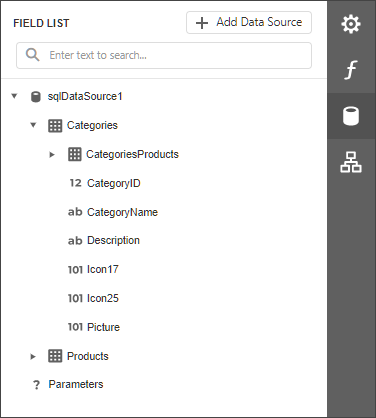 FIELD LIST
Add Data Source
Enter text to search...
sqlDataSource1
Categories
CategoriesProducts
12 CategoryID
ab CategoryName
ab Description
101 Icon17
101 Icon25
101 Picture
Products
? Parameters